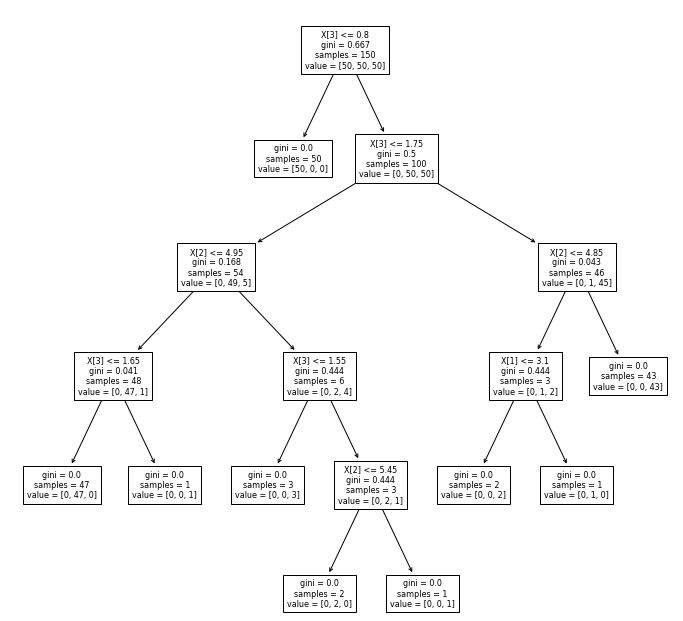 X[3] <= 0.8
gini = 0.667
samples = 150
value = [50, 50, 50]
gini = 0.0
samples = 50
value = [50, 0, 0]
X[3] <= 1.75
gini = 0.5
samples = 100
value = [0, 50, 50]
X[2] <= 4.95
gini = 0.168
samples = 54
value = [0, 49, 5]
X[2] <= 4.85
gini = 0.043
samples = 46
value = [0, 1, 45]
X[3] <= 1.65
gini = 0.041
samples = 48
value = [0, 47, 1]
X[3] <= 1.55
gini = 0.444
samples = 6
value = [0, 2, 4]
X[1] <= 3.1
gini = 0.444
samples = 3
value = [0, 1, 2]
gini = 0.0
samples = 43
value = [0, 0, 43]
gini = 0.0
samples = 47
value = [0, 47, 0]
gini = 0.0
samples = 1
value = [0, 0, 1]
gini = 0.0
samples = 3
value = [0, 0, 3]
X[2] <= 5.45
gini = 0.444
samples = 3
value = [0, 2, 1]
gini = 0.0
samples = 2
value = [0, 0, 2]
gini = 0.0
samples = 1
value = [0, 1, 0]
gini = 0.0
samples = 2
value = [0, 2, 0]
gini = 0.0
samples = 1
value = [0, 0, 1]